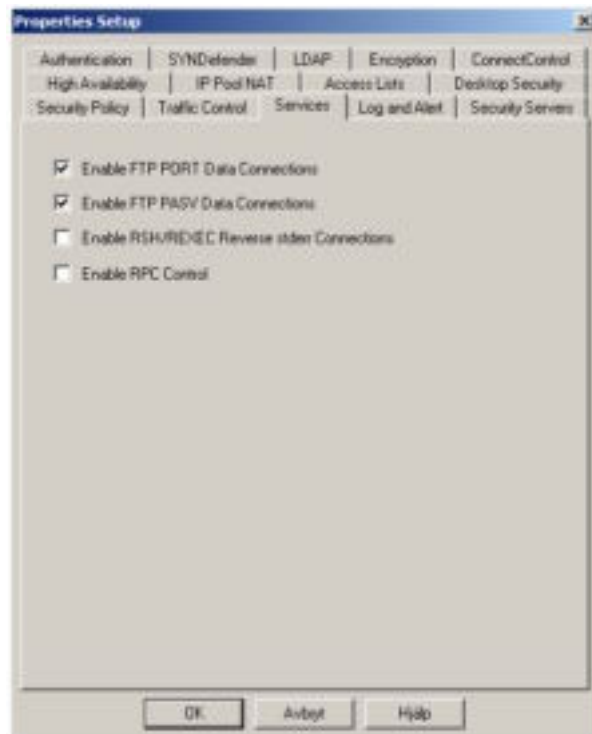 Properties Setup
Authentication SYNDefender LDAP Encryption ConnectControl
High Availability IP Pool NAT Access Lists Desktop Security
Security Policy Traffic Control Services Log and Alert Security Servers
Enable FTP PORT Data Connections
Enable FTP PASV Data Connections
Enable RSH/REXEC Reverse stderr Connections
Enable RPC Control
OK Avbryt Hjälp